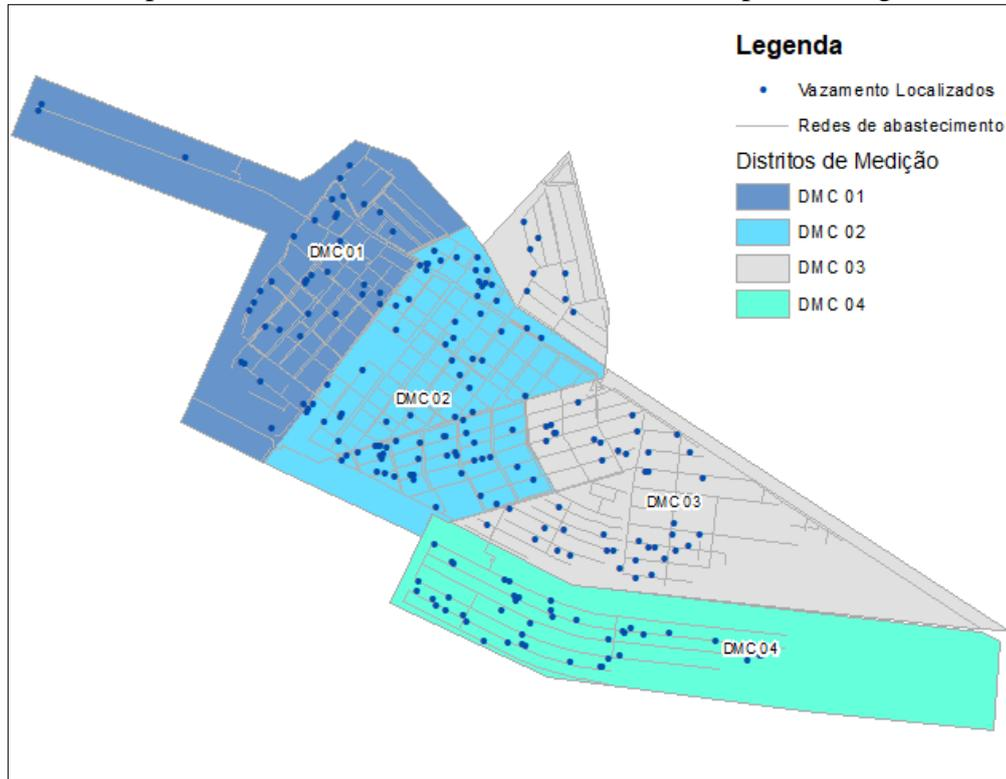 Legenda
Vazamento Localizados
Redes de abastecimento
Distritos de Medição
DMC 01
DMC 02
DMC 03
DMC 04
DMC 01
DMC 02
DMC 03
DMC 04